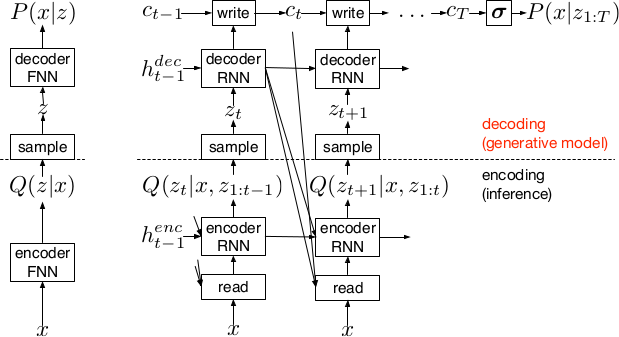 P(x|z)
decoder
FNN
z
sample
Q(z|x)
encoder
FNN
x
c_{t−1} write c_t write . . . c_T σ P(x|z_{1:T})
h_{t−1}^{dec} decoder
RNN
decoder
RNN
z_t z_{t+1}
sample sample
decoding
(generative model)
Q(z_t|x, z_{1:t−1}) Q(z_{t+1}|x, z_{1:t})
encoding
(inference)
h_{t−1}^{enc} encoder
RNN
encoder
RNN
read read
x x